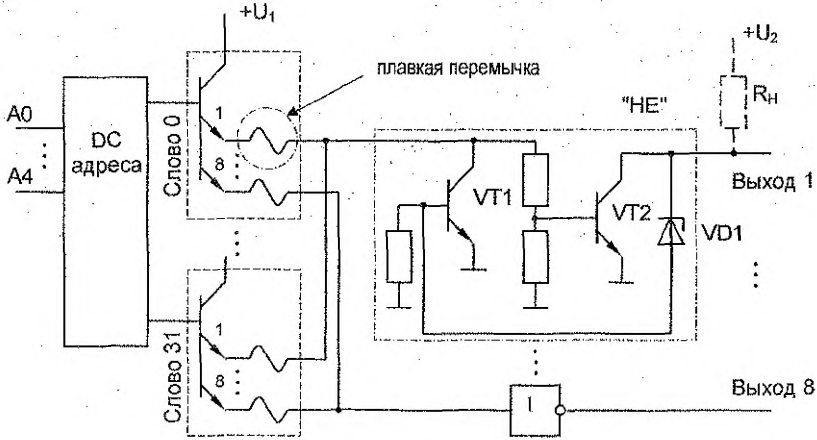 +U₁
плавкая перемычка
+U₂
Rн
"НЕ"
A0
A4
DC
адреса
Слово 0
1
8
VT1
VT2
VD1
Выход 1
Слово 31
1
8
1
Выход 8